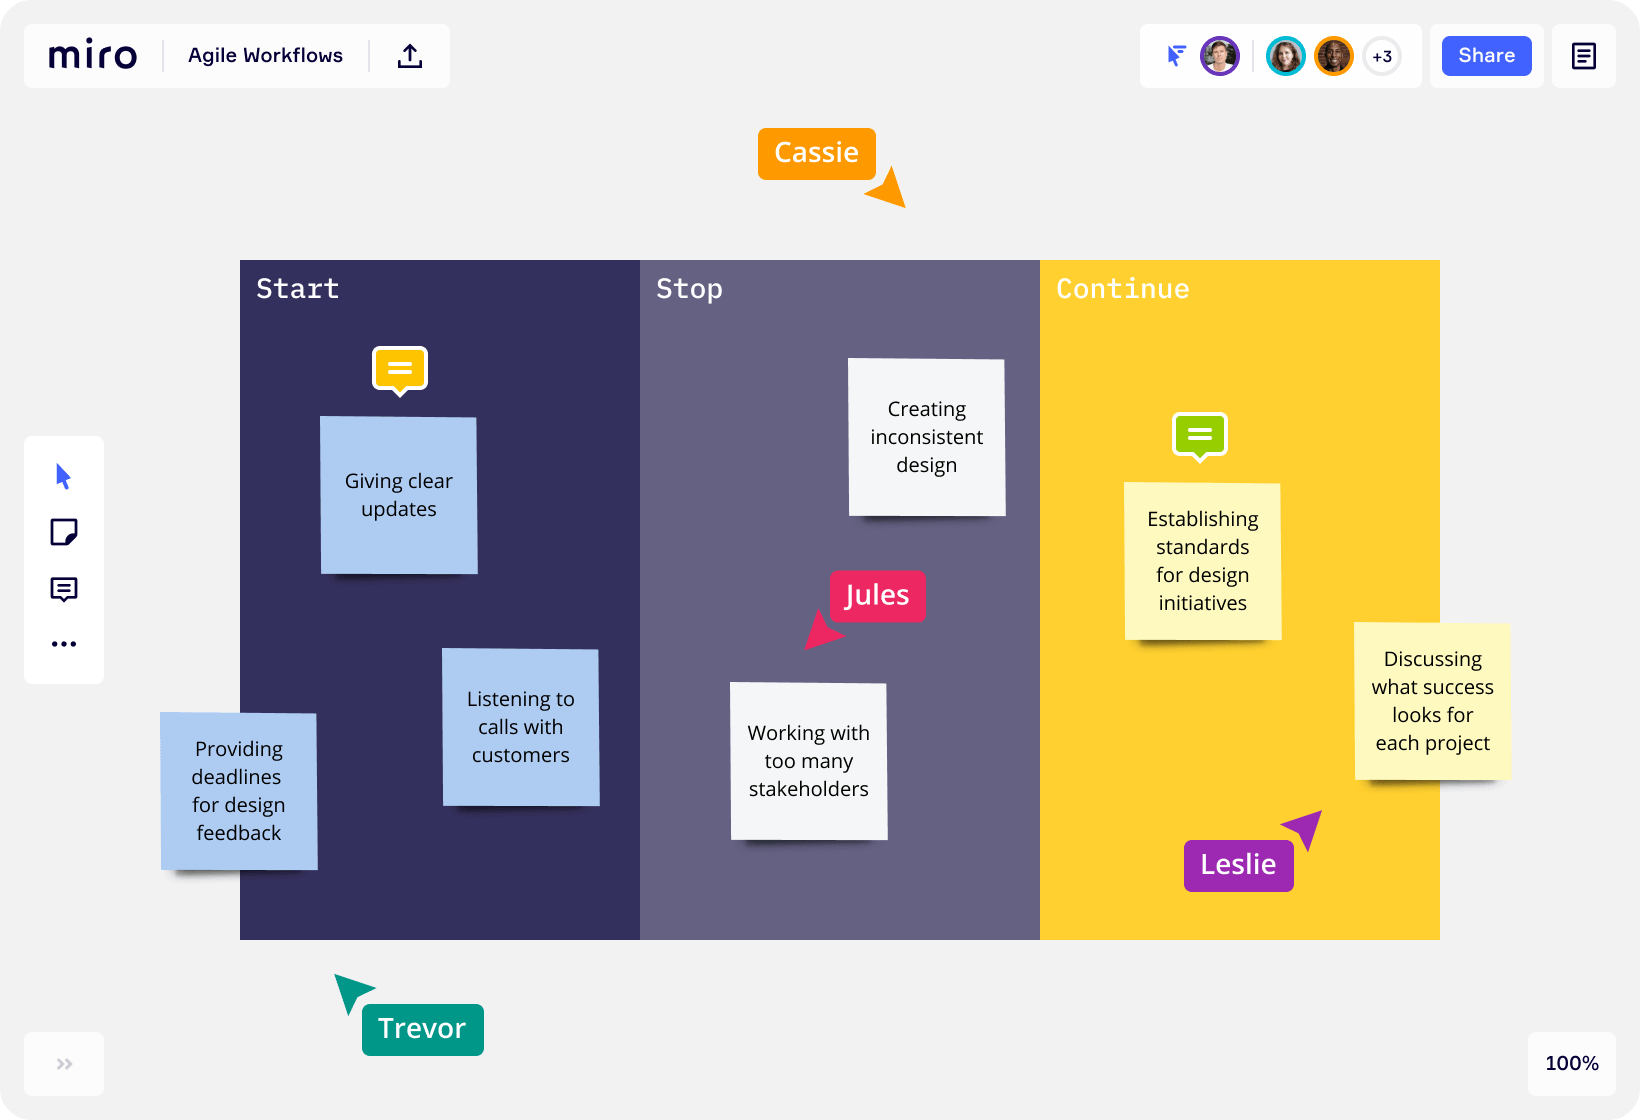 miro
Agile Workflows
+3
Share
Cassie
Start
Stop
Continue
Giving clear
updates
Listening to
calls with
customers
Providing
deadlines
for design
feedback
Creating
inconsistent
design
Jules
Working with
too many
stakeholders
Establishing
standards
for design
initiatives
Discussing
what success
looks for
each project
Leslie
Trevor
100%